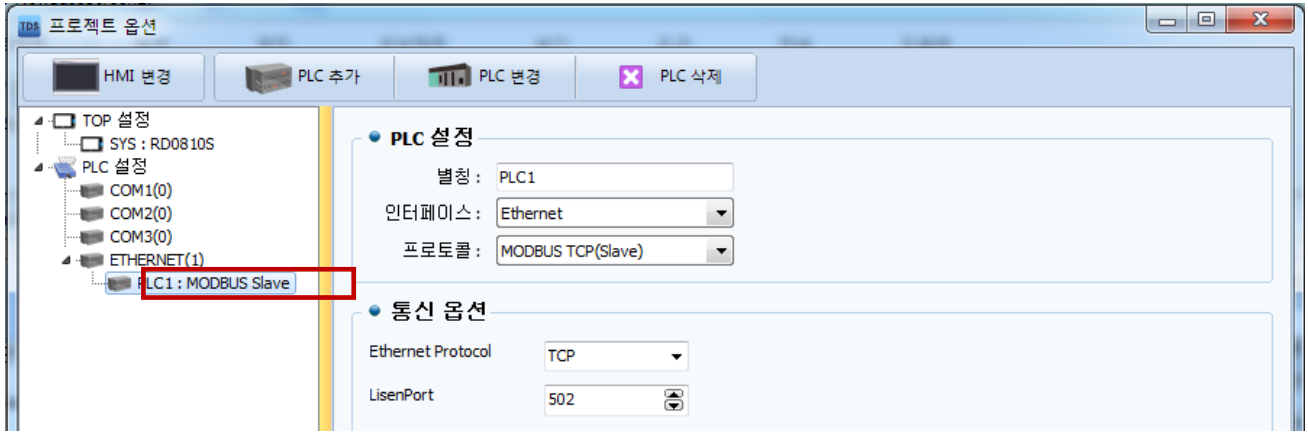 TDS 프로젝트 옵션
HMI 변경 PLC 추가 PLC 변경 PLC 삭제
TOP 설정
SYS : RD0810S
PLC 설정
COM1(0)
COM2(0)
COM3(0)
ETHERNET(1)
PLC1 : MODBUS Slave
PLC 설정
별칭 : PLC1
인터페이스 : Ethernet
프로토콜 : MODBUS TCP(Slave)
통신 옵션
Ethernet Protocol TCP
LisenPort 502